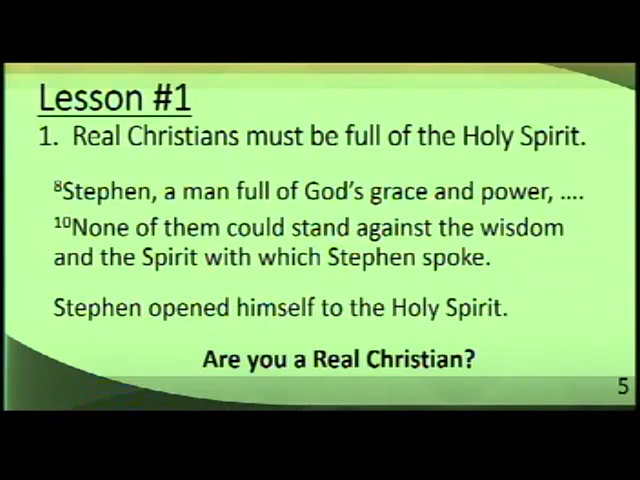 Lesson #1
1. Real Christians must be full of the Holy Spirit.
⁸Stephen, a man full of God's grace and power, ....
¹⁰None of them could stand against the wisdom
and the Spirit with which Stephen spoke.
Stephen opened himself to the Holy Spirit.
Are you a Real Christian?
5